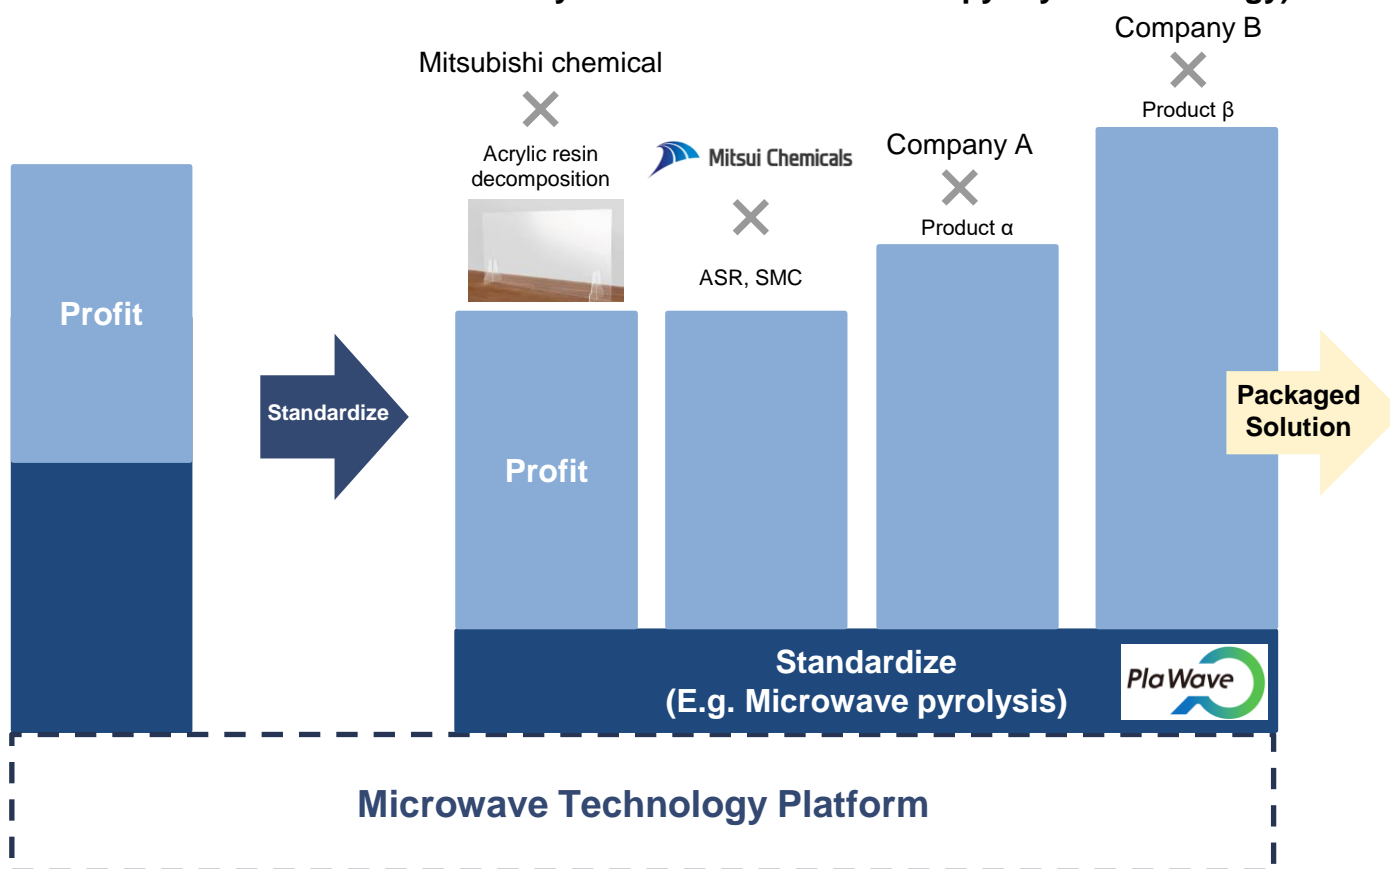 Company B
Mitsubishi chemical
Product β
Acrylic resin
decomposition
Mitsui Chemicals
Company A
Product α
ASR, SMC
Profit
Standardize
Packaged
Solution
Profit
Standardize
(E.g. Microwave pyrolysis)
PlaWave
Microwave Technology Platform